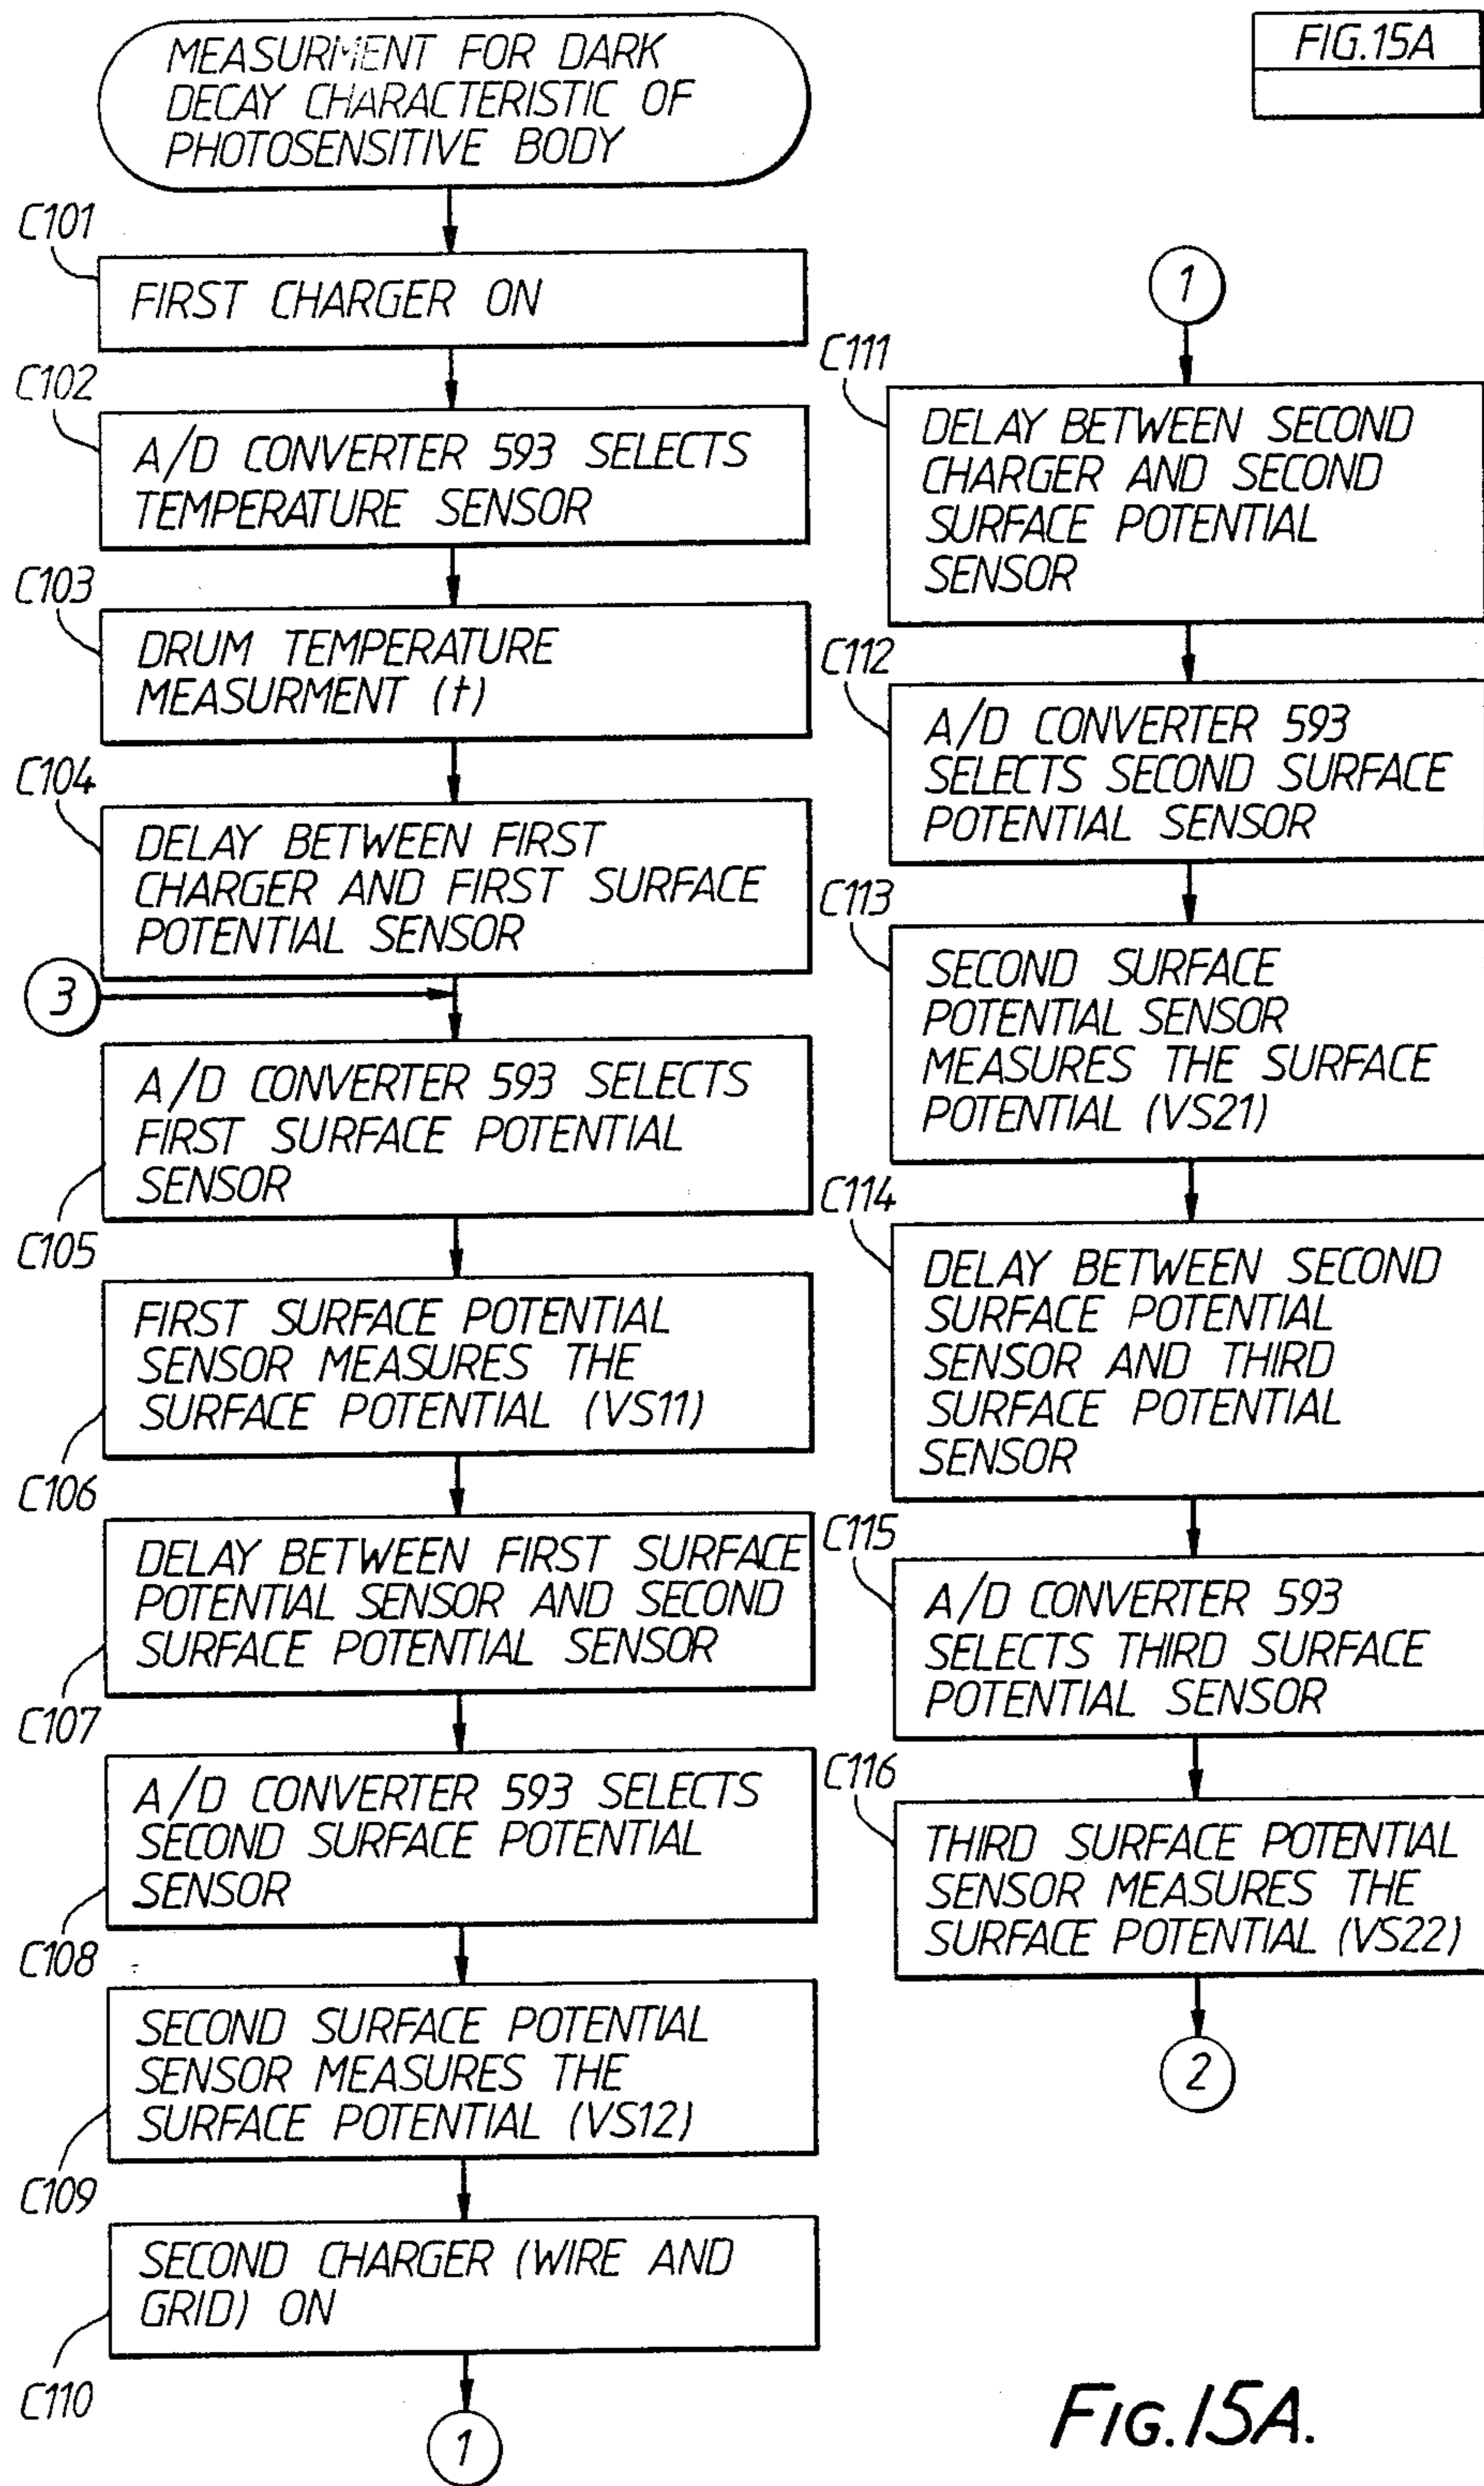 FIG.15A
MEASURMENT FOR DARK
DECAY CHARACTERISTIC OF
PHOTOSENSITIVE BODY
C101
FIRST CHARGER ON
C102
A/D CONVERTER 593 SELECTS
TEMPERATURE SENSOR
C103
DRUM TEMPERATURE
MEASURMENT (t)
C104
DELAY BETWEEN FIRST
CHARGER AND FIRST SURFACE
POTENTIAL SENSOR
3
A/D CONVERTER 593 SELECTS
FIRST SURFACE POTENTIAL
SENSOR
C105
FIRST SURFACE POTENTIAL
SENSOR MEASURES THE
SURFACE POTENTIAL (VS11)
C106
DELAY BETWEEN FIRST SURFACE
POTENTIAL SENSOR AND SECOND
SURFACE POTENTIAL SENSOR
C107
A/D CONVERTER 593 SELECTS
SECOND SURFACE POTENTIAL
SENSOR
C108
SECOND SURFACE POTENTIAL
SENSOR MEASURES THE
SURFACE POTENTIAL (VS12)
C109
SECOND CHARGER (WIRE AND
GRID) ON
C110
1
1
C111
DELAY BETWEEN SECOND
CHARGER AND SECOND
SURFACE POTENTIAL
SENSOR
C112
A/D CONVERTER 593
SELECTS SECOND SURFACE
POTENTIAL SENSOR
C113
SECOND SURFACE
POTENTIAL SENSOR
MEASURES THE SURFACE
POTENTIAL (VS21)
C114
DELAY BETWEEN SECOND
SURFACE POTENTIAL
SENSOR AND THIRD
SURFACE POTENTIAL
SENSOR
C115
A/D CONVERTER 593
SELECTS THIRD SURFACE
POTENTIAL SENSOR
C116
THIRD SURFACE POTENTIAL
SENSOR MEASURES THE
SURFACE POTENTIAL (VS22)
2
FIG.15A.